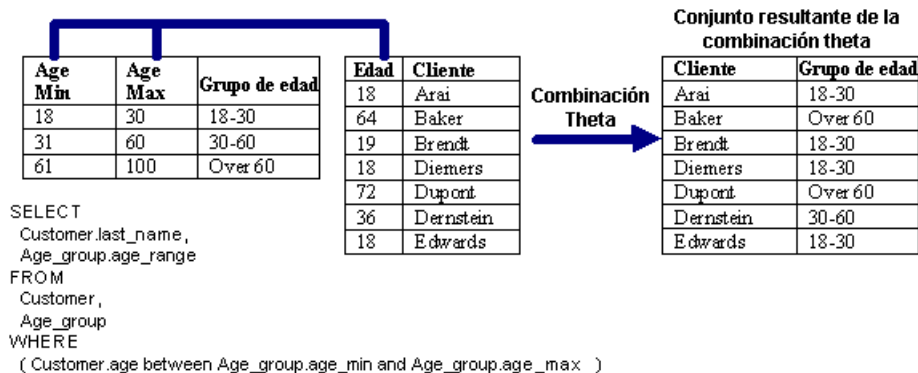 Conjunto resultante de la
combinación theta
Age Min Age Max Grupo de edad
18 30 18-30
31 60 30-60
61 100 Over 60
Edad Cliente
18 Arai
64 Baker
19 Brendt
18 Diemers
72 Dupont
36 Dernstein
18 Edwards
Combinación
Theta
Cliente Grupo de edad
Arai 18-30
Baker Over 60
Brendt 18-30
Diemers 18-30
Dupont Over 60
Dernstein 30-60
Edwards 18-30
SELECT
Customer.last_name,
Age_group.age_range
FROM
Customer,
Age_group
WHERE
( Customer.age between Age_group.age_min and Age_group.age_max )